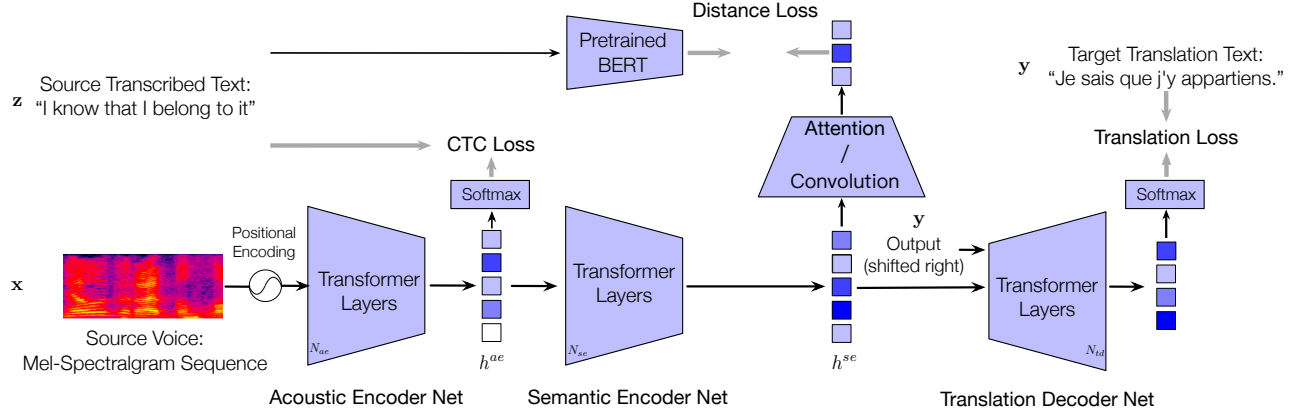 Distance Loss
Pretrained
BERT
z
Source Transcribed Text:
“I know that I belong to it”
y
Target Translation Text:
“Je sais que j'y appartiens.”
CTC Loss
Softmax
Attention
/
Convolution
Translation Loss
Softmax
x
Positional
Encoding
Transformer
Layers
N_ae
h^ae
Transformer
Layers
N_se
h^se
y
Output
(shifted right)
Transformer
Layers
N_td
Source Voice:
Mel-Spectralgram Sequence
Acoustic Encoder Net
Semantic Encoder Net
Translation Decoder Net